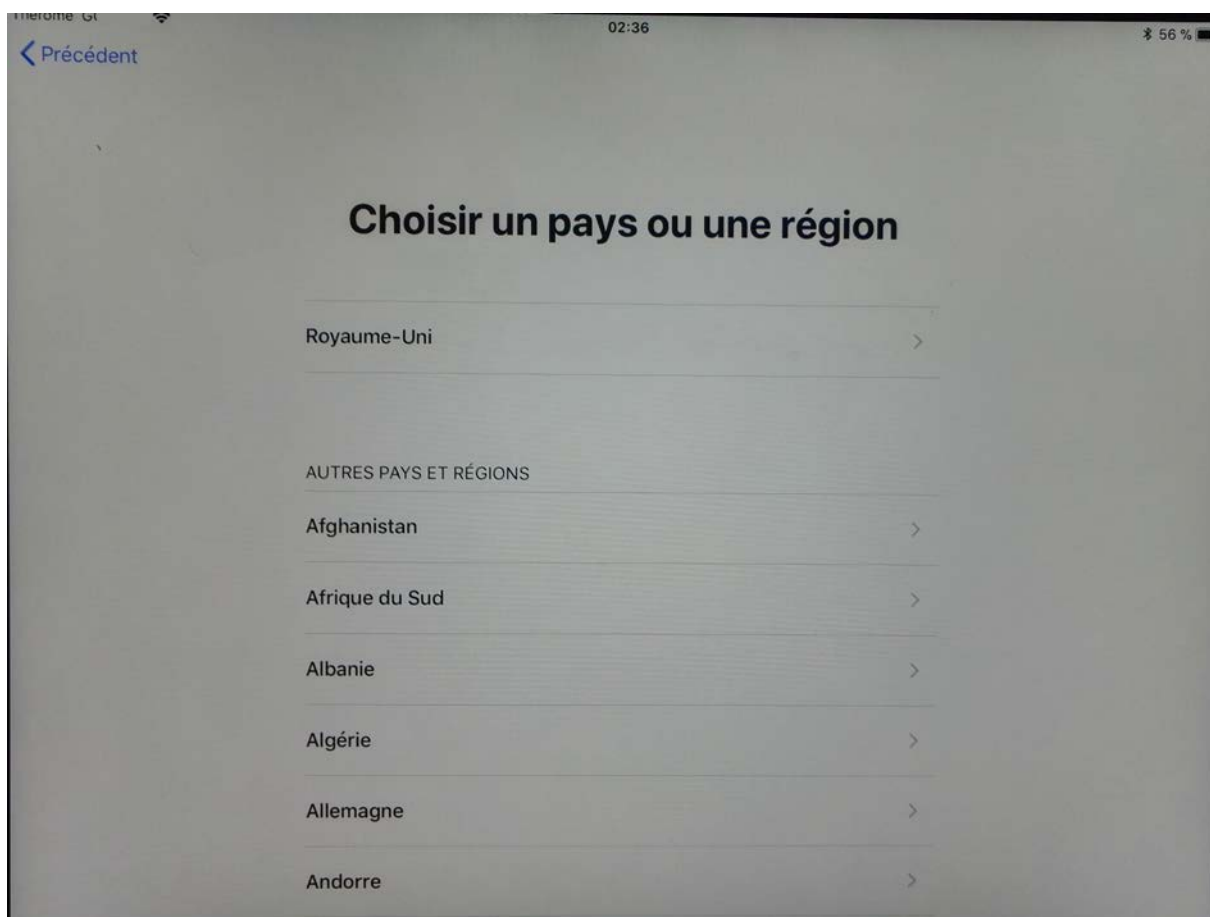 02:36
56 %
Précédent
Choisir un pays ou une région
Royaume-Uni
AUTRES PAYS ET RÉGIONS
Afghanistan
Afrique du Sud
Albanie
Algérie
Allemagne
Andorre